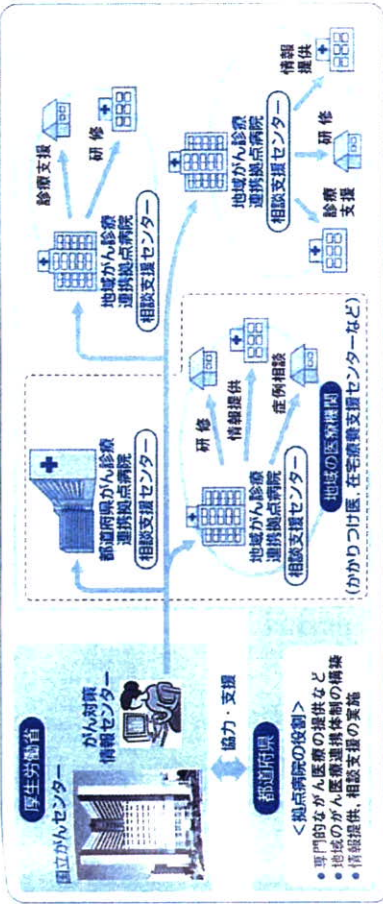 厚生労働省
国立がんセンター
がん対策
情報センター
協力・支援
都道府県
<拠点病院の役割>
●専門的ながん医療の提供など
●地域のがん医療連携体制の構築
●情報提供、相談支援の実施
都道府県がん診療
連携拠点病院
相談支援センター
地域がん診療
連携拠点病院
相談支援センター
研修
情報提供
症例相談
地域の医療機関
(かかりつけ医、在宅療養支援センターなど)
地域がん診療
連携拠点病院
相談支援センター
診療支援
研修
地域がん診療
連携拠点病院
相談支援センター
診療
支援
研修
情報
提供